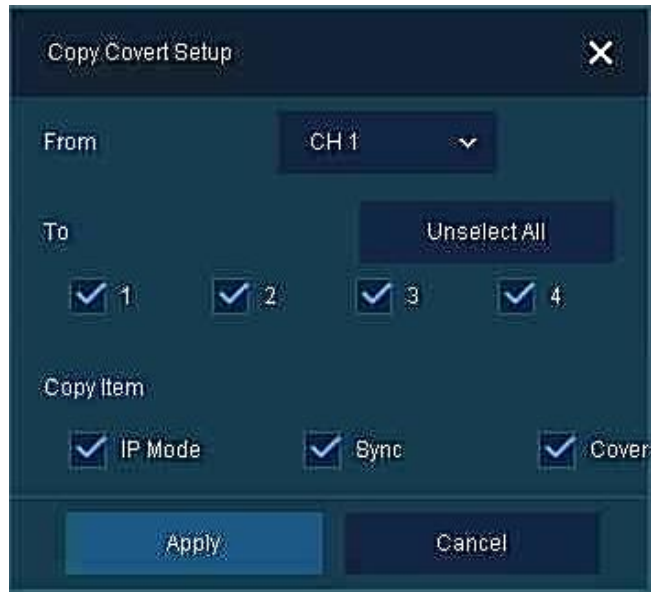 Copy Covert Setup
From CH 1
To Unselect All
1 2 3 4
Copy Item
IP Mode Sync Cover
Apply Cancel